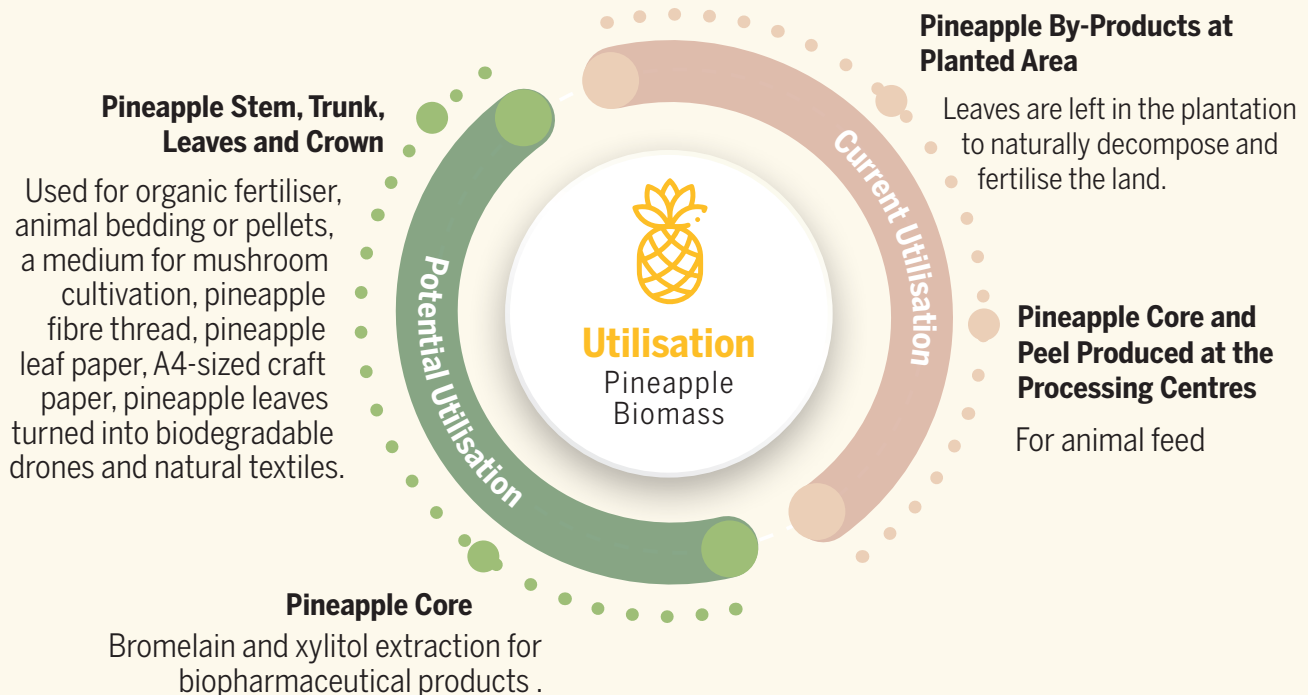 Pineapple By-Products at
Planted Area
Leaves are left in the plantation
to naturally decompose and
fertilise the land.
Pineapple Stem, Trunk,
Leaves and Crown
Used for organic fertiliser,
animal bedding or pellets,
a medium for mushroom
cultivation, pineapple
fibre thread, pineapple
leaf paper, A4-sized craft
paper, pineapple leaves
turned into biodegradable
drones and natural textiles.
Potential Utilisation
Current Utilisation
Utilisation
Pineapple
Biomass
Pineapple Core and
Peel Produced at the
Processing Centres
For animal feed
Pineapple Core
Bromelain and xylitol extraction for
biopharmaceutical products .